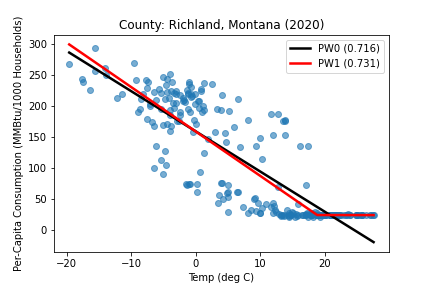 County: Richland, Montana (2020)
Per-Capita Consumption (MMBtu/1000 Households)
300
250
200
150
100
50
0
PW0 (0.716)
PW1 (0.731)
−20 −10 0 10 20
Temp (deg C)